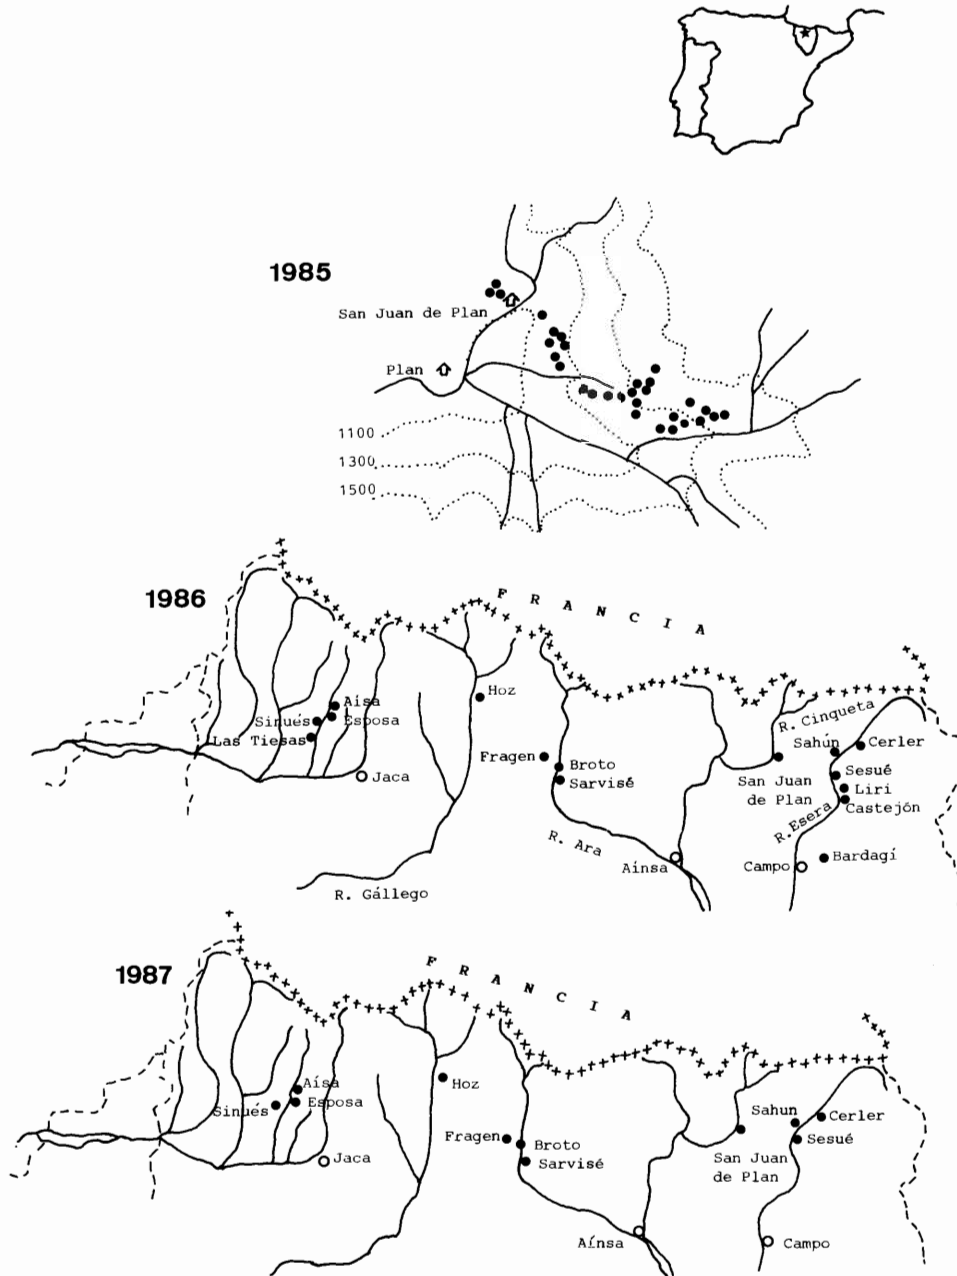 1985
San Juan de Plan
Plan
1100
1300
1500
1986
F R A N C I A
Hoz
Aísa
Sinués
Esposa
Las Tiesas
Jaca
R. Gállego
Fragen
Broto
Sarvisé
R. Ara
Aínsa
R. Cinqueta
Sahún
Cerler
San Juan
de Plan
Sesué
Liri
Castejón
R. Esera
Campo
Bardagí
1987
F R A N C I A
Hoz
Aísa
Sinués
Esposa
Jaca
Fragen
Broto
Sarvisé
Aínsa
Sahun
Cerler
Sesué
San Juan
de Plan
Campo